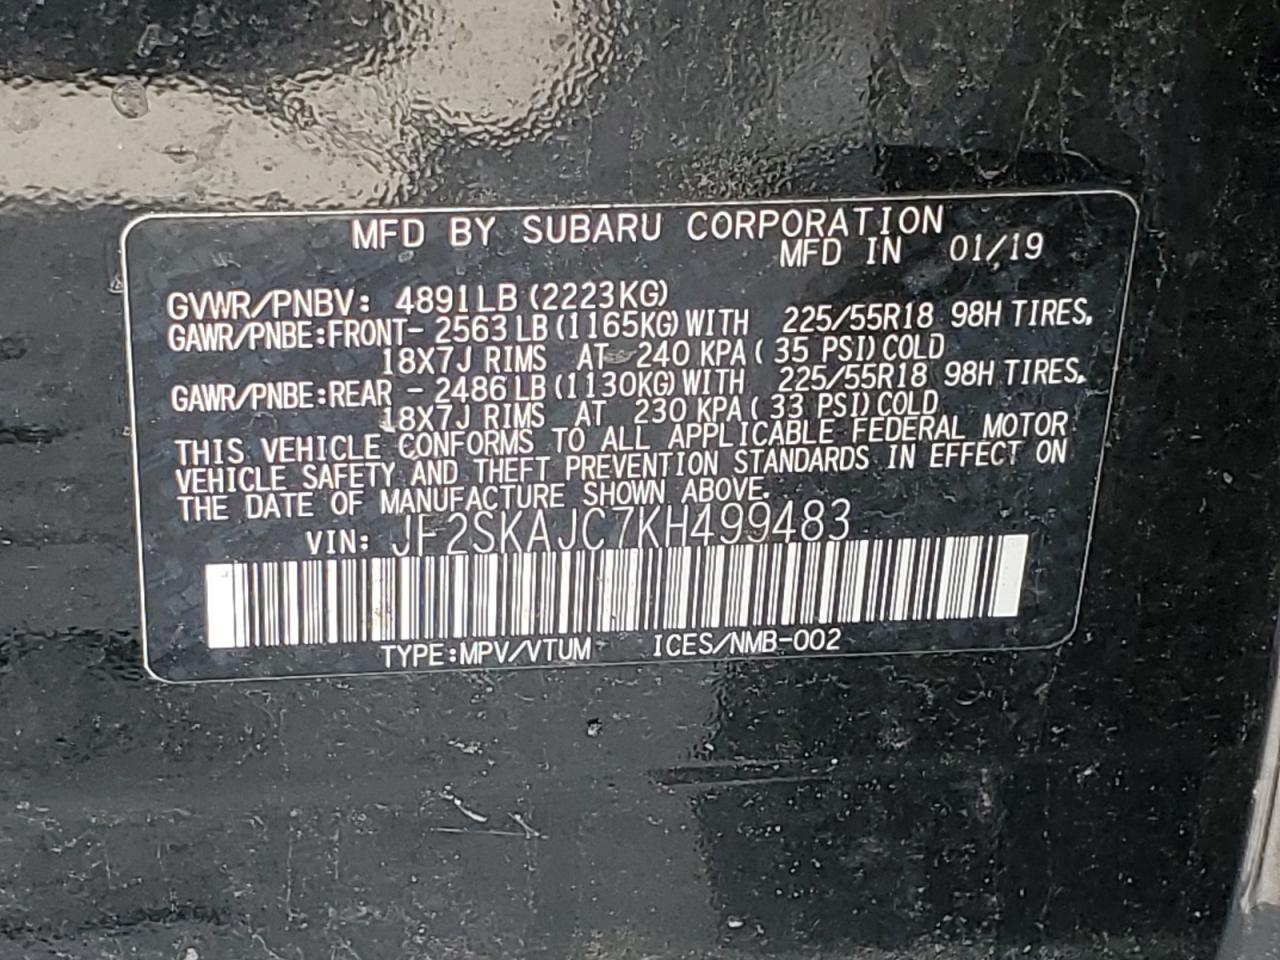 MFD BY SUBARU CORPORATION
MFD IN 01/19
GVWR/PNBV: 4891LB (2223KG)
GAWR/PNBE:FRONT- 2563 LB (1165KG) WITH 225/55R18 98H TIRES,
18X7J RIMS AT 240 KPA ( 35 PSI) COLD
GAWR/PNBE:REAR - 2486 LB (1130KG) WITH 225/55R18 98H TIRES,
18X7J RIMS AT 230 KPA ( 33 PSI) COLD
THIS VEHICLE CONFORMS TO ALL APPLICABLE FEDERAL MOTOR
VEHICLE SAFETY AND THEFT PREVENTION STANDARDS IN EFFECT ON
THE DATE OF MANUFACTURE SHOWN ABOVE.
VIN: JF2SKAJC7KH499483
TYPE:MPV/VTUM ICES/NMB-002